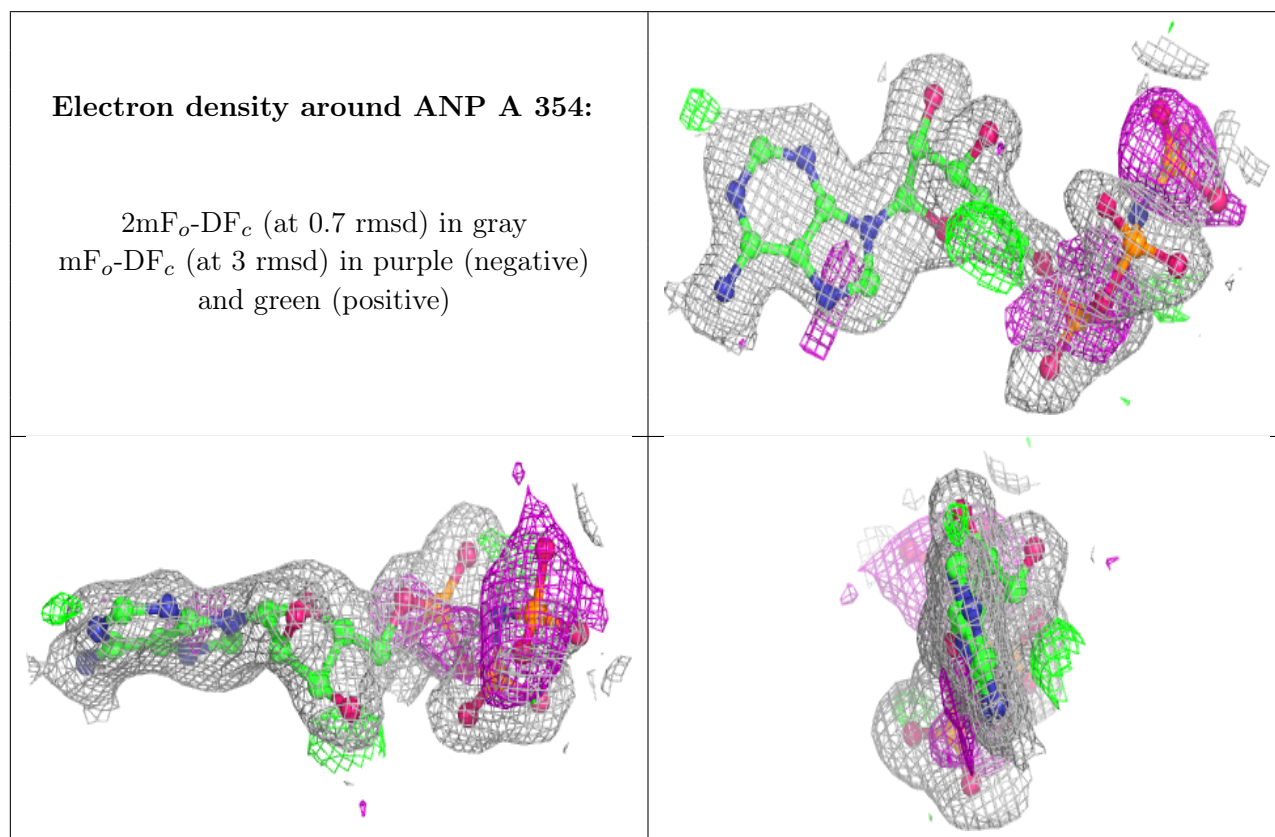 Electron density around ANP A 354:
2mFₒ-DF𝒸 (at 0.7 rmsd) in gray
mFₒ-DF𝒸 (at 3 rmsd) in purple (negative)
and green (positive)